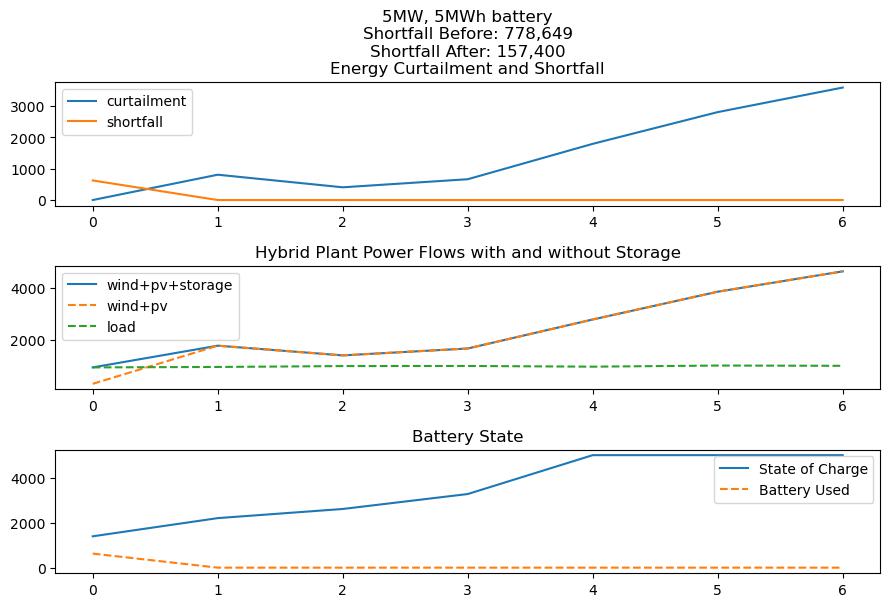 5MW, 5MWh battery
Shortfall Before: 778,649
Shortfall After: 157,400
Energy Curtailment and Shortfall
curtailment
shortfall
3000
2000
1000
0
0 1 2 3 4 5 6
Hybrid Plant Power Flows with and without Storage
wind+pv+storage
wind+pv
load
4000
2000
0 1 2 3 4 5 6
Battery State
State of Charge
Battery Used
4000
2000
0
0 1 2 3 4 5 6